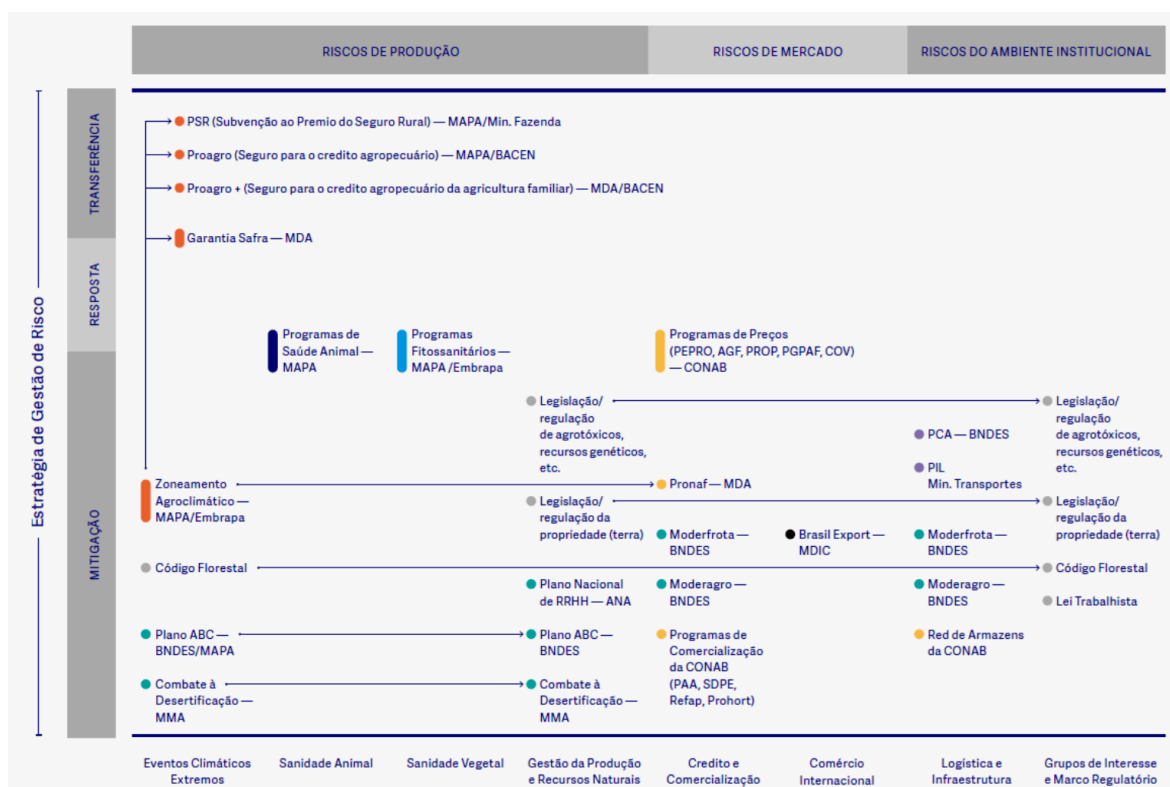 RISCOS DE PRODUÇÃO
RISCOS DE MERCADO
RISCOS DO AMBIENTE INSTITUCIONAL
Estratégia de Gestão de Risco
TRANSFERÊNCIA
PSR (Subvenção ao Premio do Seguro Rural) — MAPA/Min. Fazenda
Proagro (Seguro para o credito agropecuário) — MAPA/BACEN
Proagro + (Seguro para o credito agropecuário da agricultura familiar) — MDA/BACEN
Garantia Safra — MDA
RESPOSTA
Programas de
Saúde Animal —
MAPA
Programas
Fitossanitários —
MAPA /Embrapa
Programas de Preços
(PEPRO, AGF, PROP, PGPAF, COV)
— CONAB
MITIGAÇÃO
Zoneamento
Agroclimático —
MAPA/Embrapa
Código Florestal
Plano ABC —
BNDES/MAPA
Combate à
Desertificação —
MMA
Legislação/
regulação
de agrotóxicos,
recursos genéticos,
etc.
Legislação/
regulação da
propriedade (terra)
Plano Nacional
de RRHH — ANA
Plano ABC —
BNDES
Combate à
Desertificação —
MMA
Pronaf — MDA
Moderfrota —
BNDES
Moderagro —
BNDES
Programas de
Comercialização
da CONAB
(PAA, SDPE,
Refap, Prohort)
Brasil Export —
MDIC
PCA — BNDES
PIL
Min. Transportes
Moderfrota —
BNDES
Moderagro —
BNDES
Red de Armazens
da CONAB
Legislação/
regulação
de agrotóxicos,
recursos genéticos,
etc.
Legislação/
regulação da
propriedade (terra)
Código Florestal
Lei Trabalhista
Eventos Climáticos
Extremos
Sanidade Animal
Sanidade Vegetal
Gestão da Produção
e Recursos Naturais
Credito e
Comercialização
Comércio
Internacional
Logística e
Infraestrutura
Grupos de Interesse
e Marco Regulatório